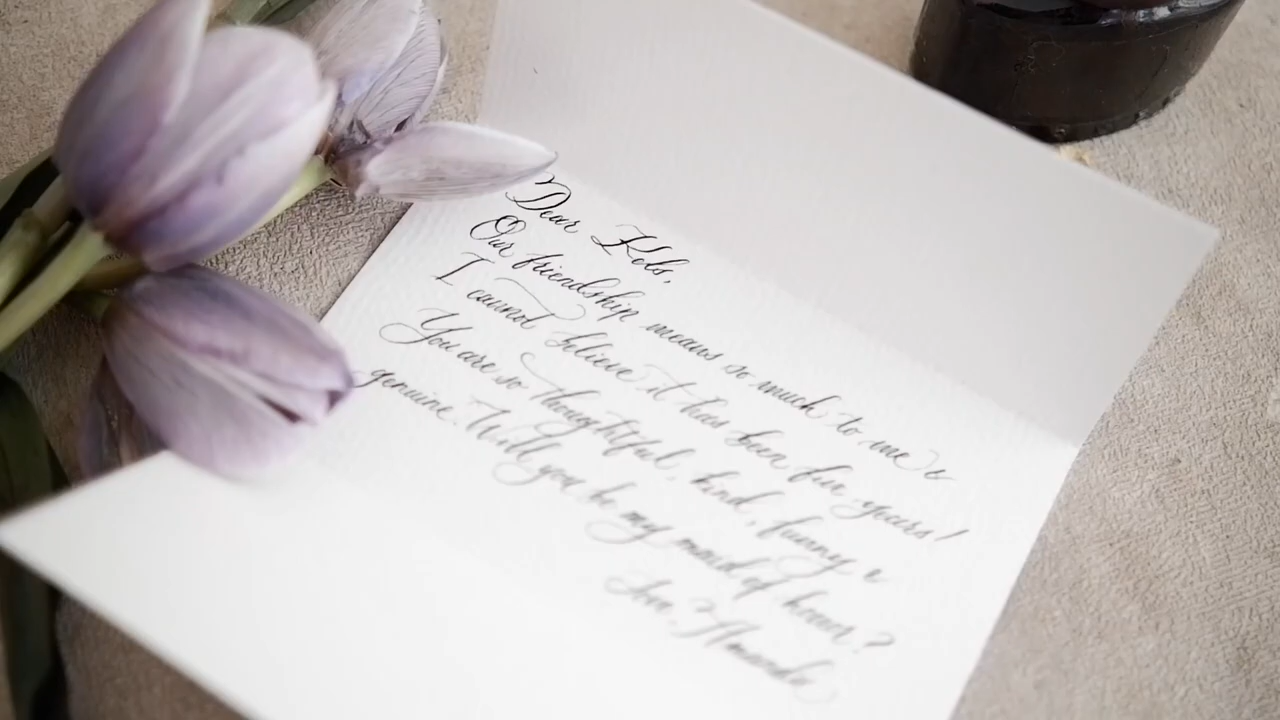 Dear Kels,
Our friendship means so much to me &
I cannot believe it has been five years!
You are so thoughtful, kind, funny &
genuine. Will you be my maid of honor?
Love, Amanda